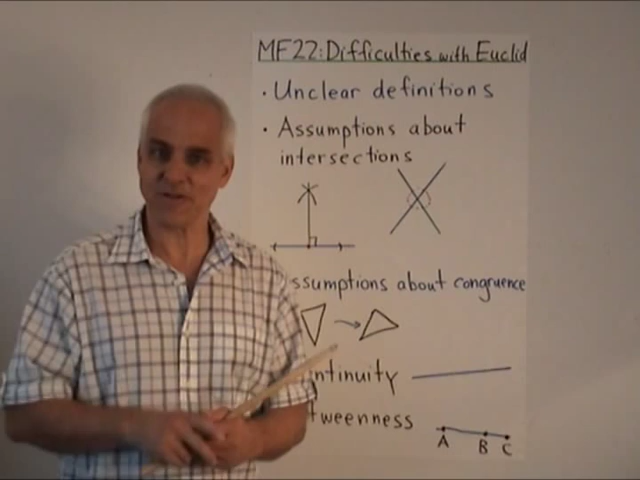 MF22: Difficulties with Euclid
· Unclear definitions
· Assumptions about
intersections
ssumptions about congruence
ntinuity
tweenness
A B C